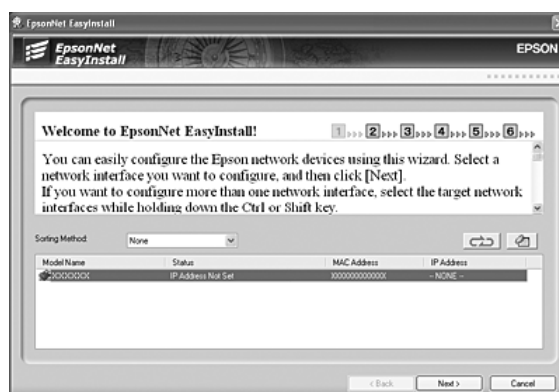 EpsonNet EasyInstall
EpsonNet
EasyInstall
EPSON
Welcome to EpsonNet EasyInstall!
1 2 3 4 5 6
You can easily configure the Epson network devices using this wizard. Select a
network interface you want to configure, and then click [Next].
If you want to configure more than one network interface, select the target network
interfaces while holding down the Ctrl or Shift key.
Sorting Method: None
Model Name Status MAC Address IP Address
XXXXXXX IP Address Not Set XXXXXXXXXXXX -- NONE --
< Back Next > Cancel